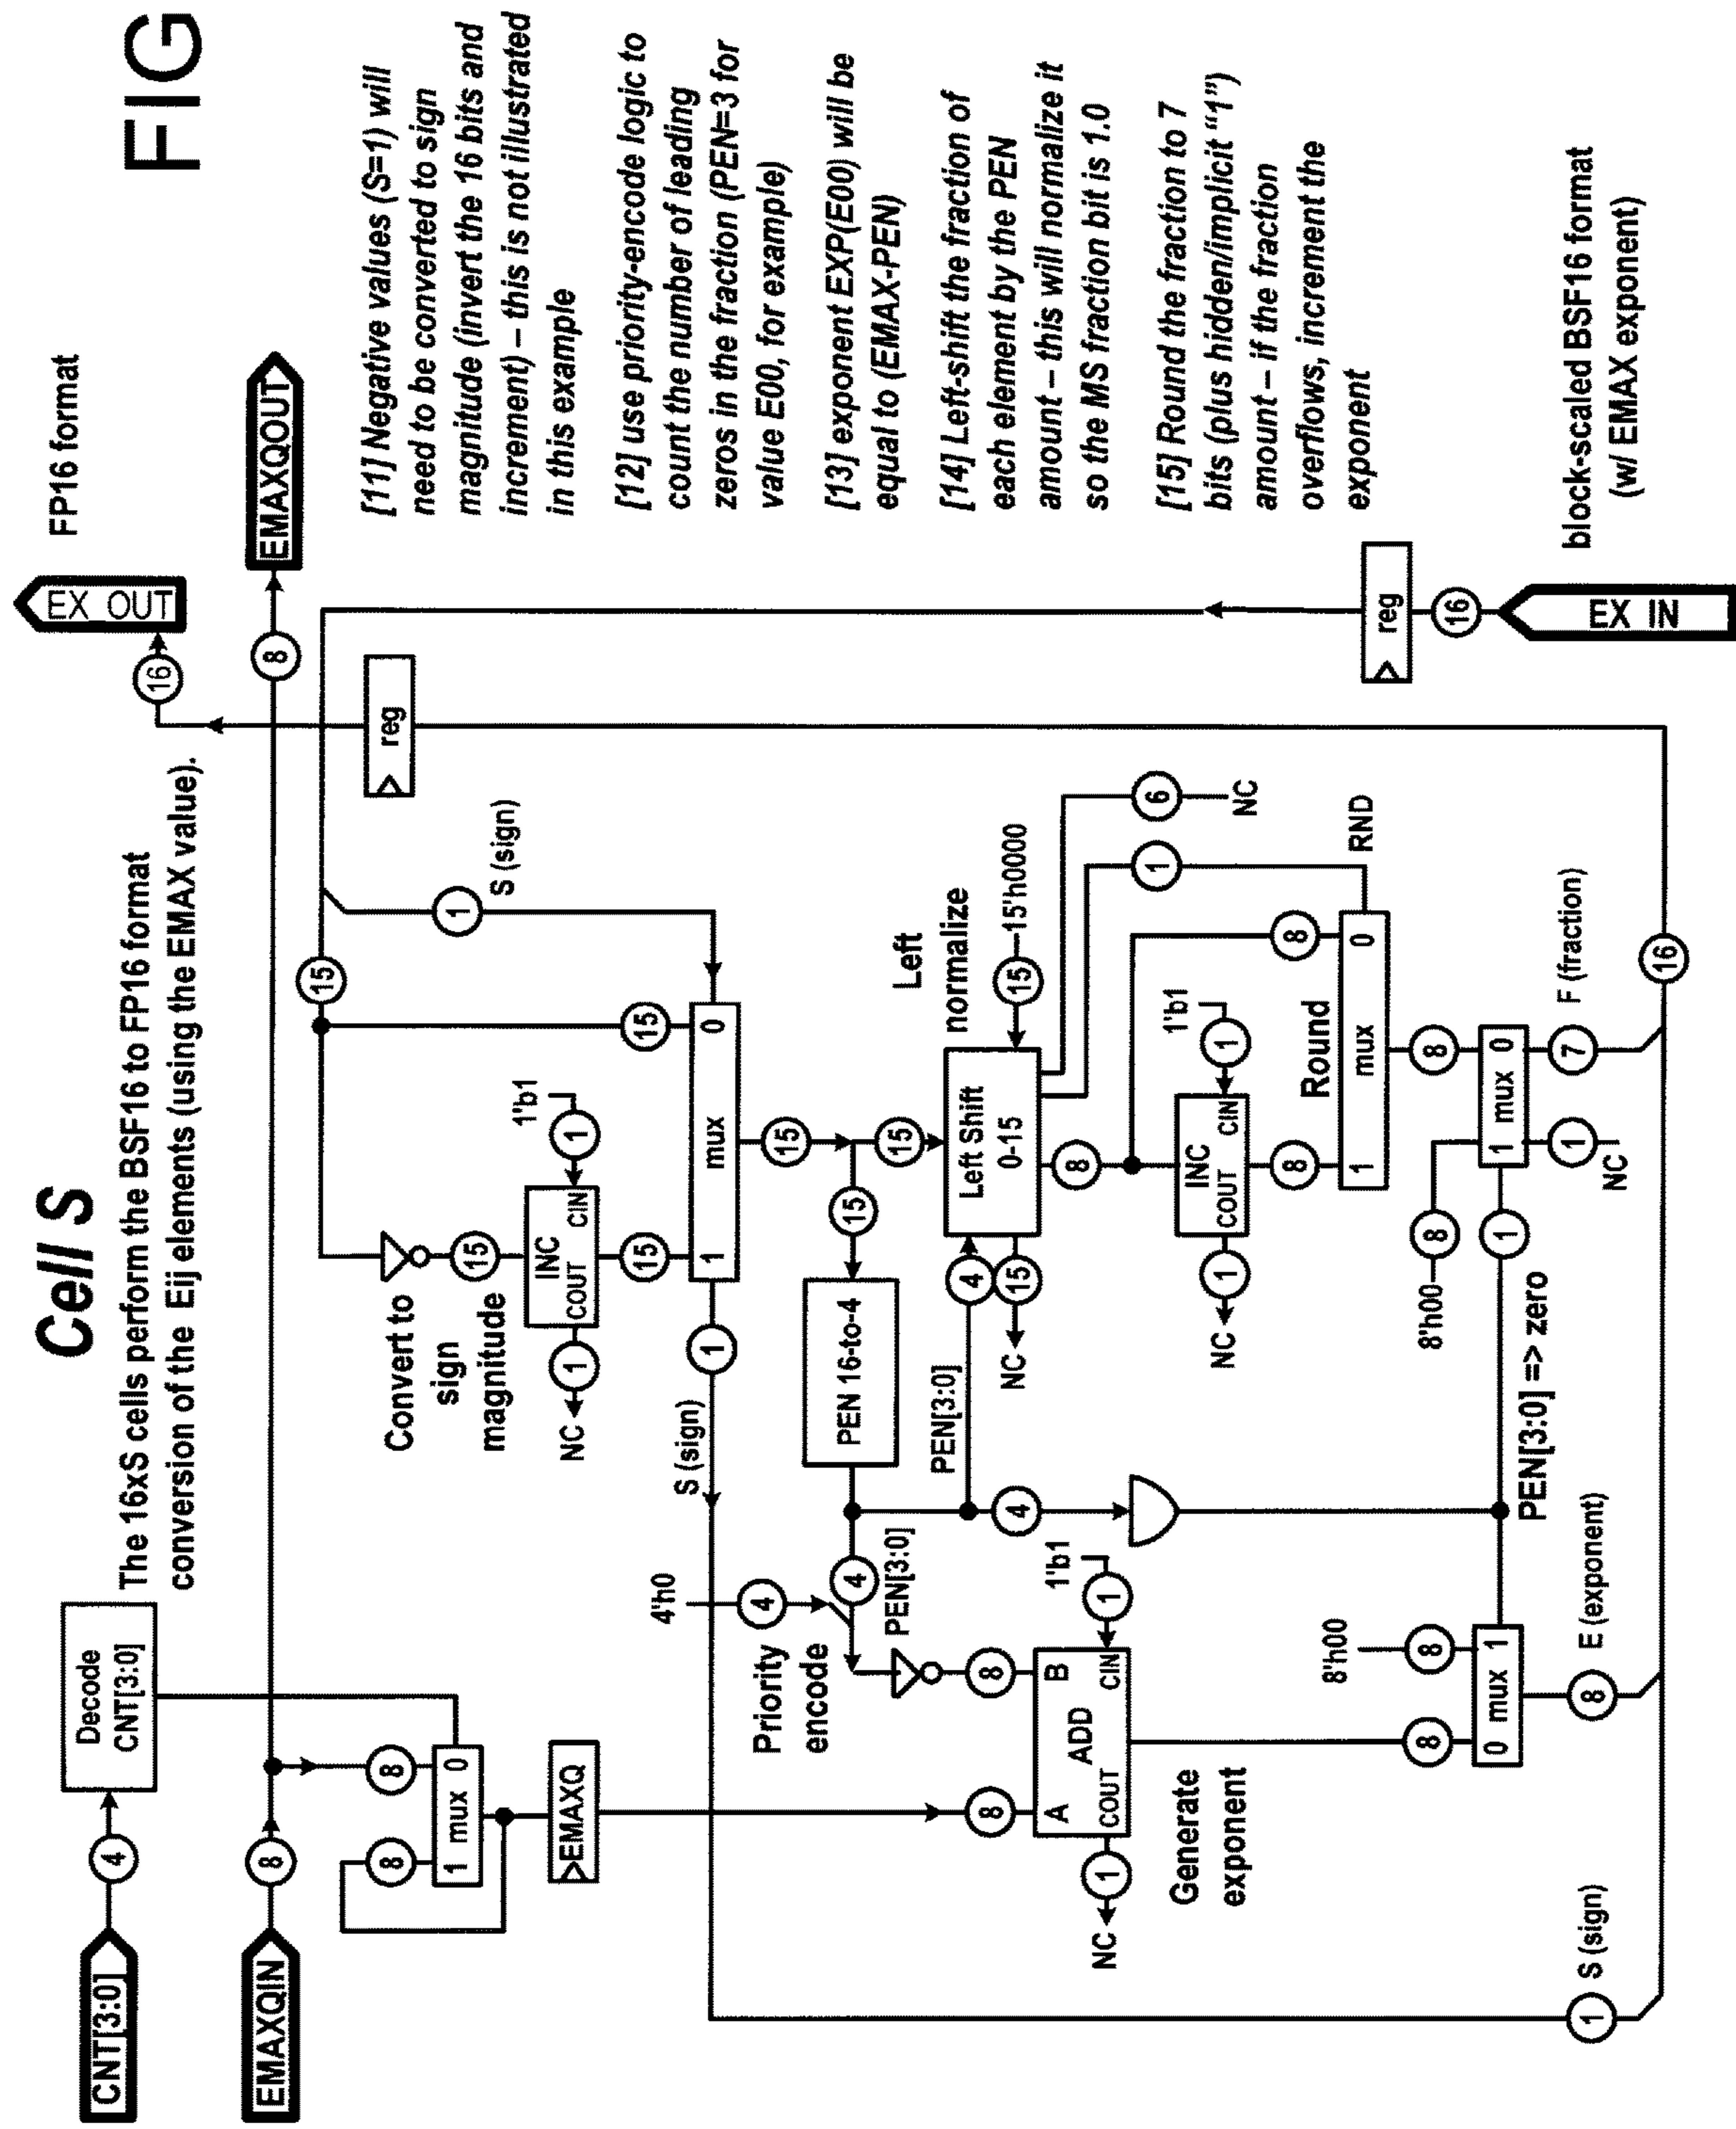 FIG
Cell S
The 16xS cells perform the BSF16 to FP16 format
conversion of the Eij elements (using the EMAX value).
CNT[3:0]
4
Decode
CNT[3:0]
EMAXQIN
8
8
EMAXQOUT
FP16 format
EX OUT
16
reg
8
8
1 mux 0
>EMAXQ
15
1
S (sign)
Convert to
sign
magnitude
15
1'b1
1
INC
COUT CIN
NC
1
15
15
1 mux 0
1
S (sign)
15
15
15
4'h0
4
Priority
encode
4
PEN[3:0]
PEN 16-to-4
PEN[3:0]
4
Left
normalize
15
15'h0000
Left Shift
0-15
4
15
NC
6
NC
1
RND
8
8
B
A
ADD
COUT CIN
1'b1
1
NC
1
Generate
exponent
8
INC
COUT CIN
1'b1
1
NC
1
8
8
Round
1 mux 0
8
8'h00
8
8
0 mux 1
PEN[3:0] => zero
8'h00
8
1
1 mux 0
1
S (sign)
8
E (exponent)
1
NC
7
F (fraction)
16
reg
16
EX IN
block-scaled BSF16 format
(w/ EMAX exponent)
[11] Negative values (S=1) will
need to be converted to sign
magnitude (invert the 16 bits and
increment) – this is not illustrated
in this example
[12] use priority-encode logic to
count the number of leading
zeros in the fraction (PEN=3 for
value E00, for example)
[13] exponent EXP(E00) will be
equal to (EMAX-PEN)
[14] Left-shift the fraction of
each element by the PEN
amount – this will normalize it
so the MS fraction bit is 1.0
[15] Round the fraction to 7
bits (plus hidden/implicit “1”)
amount – if the fraction
overflows, increment the
exponent